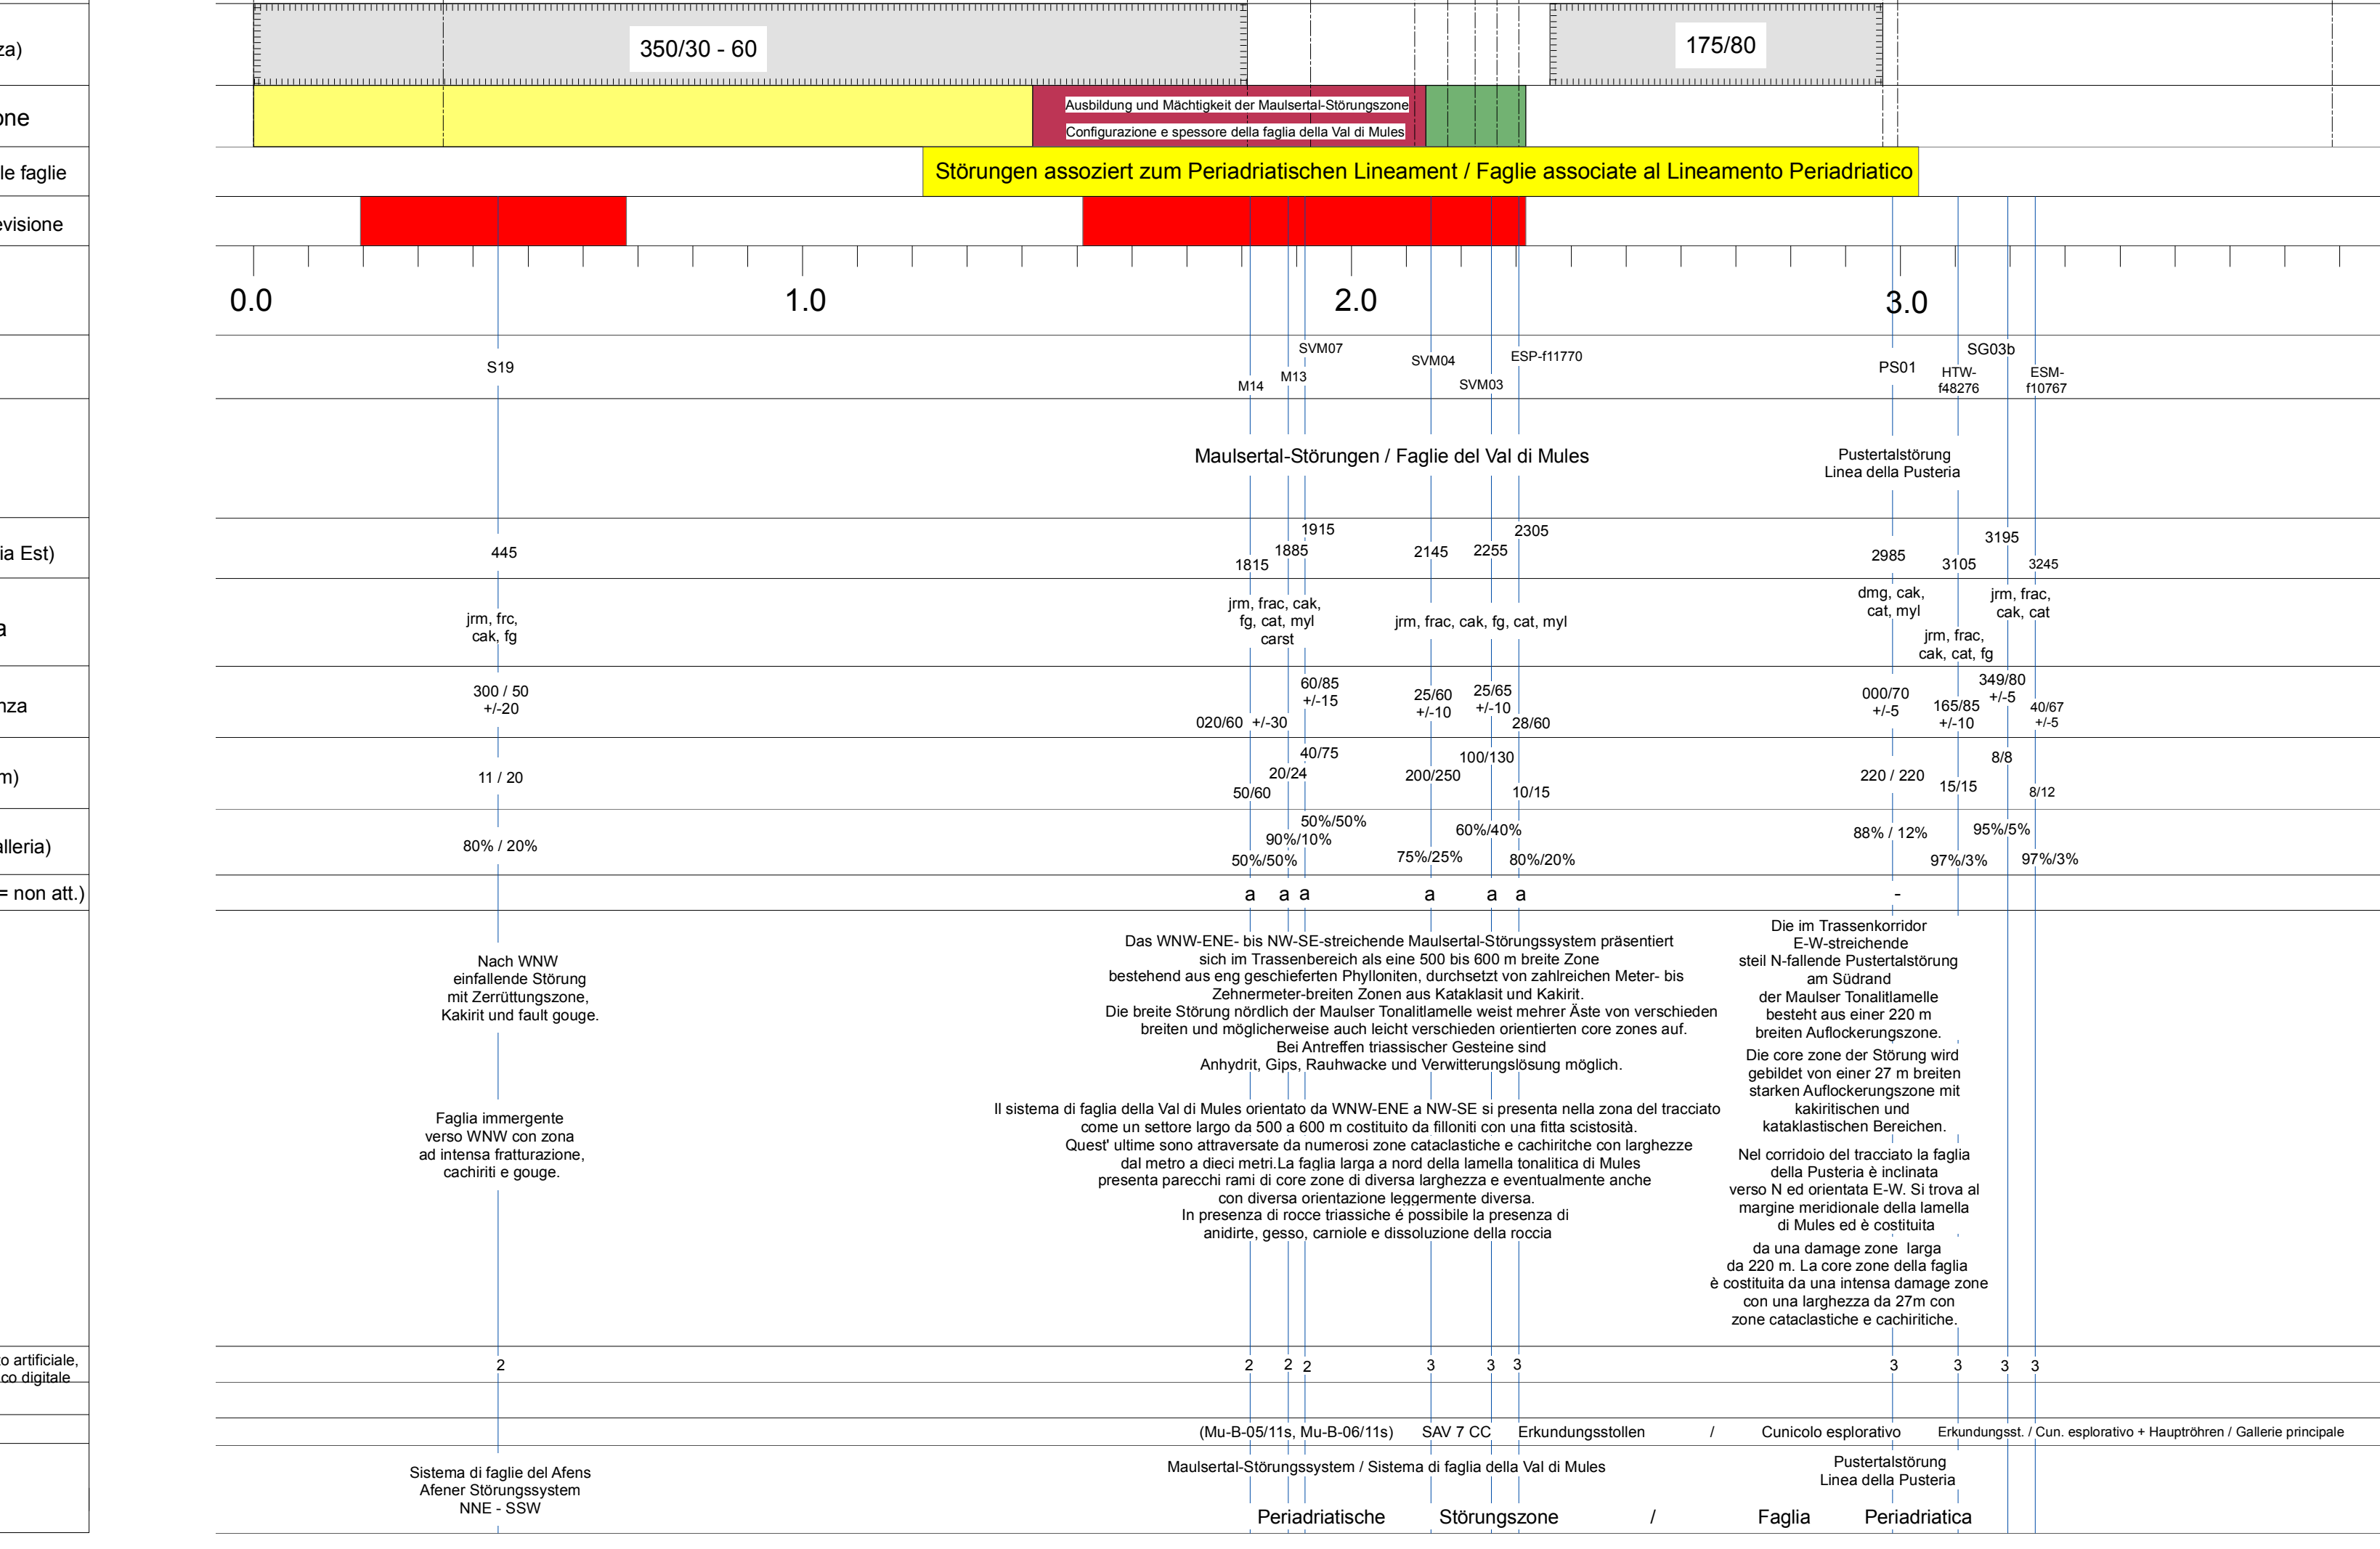 za)
350/30 - 60
175/80
one
Ausbildung und Mächtigkeit der Maulsertal-Störungszone
Configurazione e spessore della faglia della Val di Mules
le faglie
Störungen assoziert zum Periadriatischen Lineament / Faglie associate al Lineamento Periadriatico
evisione
0.0 1.0 2.0 3.0
S19
M14
M13
SVM07
SVM04
SVM03
ESP-f11770
PS01
HTW-
f48276
SG03b
ESM-
f10767
Maulsertal-Störungen / Faglie del Val di Mules
Pustertalstörung
Linea della Pusteria
ia Est)
445
1815
1885
1915
2145
2255
2305
2985
3105
3195
3245
a
jrm, frc,
cak, fg
jrm, frac, cak,
fg, cat, myl
carst
jrm, frac, cak, fg, cat, myl
dmg, cak,
cat, myl
jrm, frac,
cak, cat, fg
jrm, frac,
cak, cat
nza
300 / 50
+/-20
020/60 +/-30
60/85
+/-15
25/60
+/-10
25/65
+/-10
28/60
000/70
+/-5
165/85
+/-10
349/80
+/-5
40/67
+/-5
m)
11 / 20
50/60
20/24
40/75
200/250
100/130
10/15
220 / 220
15/15
8/8
8/12
alleria)
80% / 20%
50%/50%
90%/10%
50%/50%
75%/25%
60%/40%
80%/20%
88% / 12%
97%/3%
95%/5%
97%/3%
= non att.)
a a a a a a -
Nach WNW
einfallende Störung
mit Zerrüttungszone,
Kakirit und fault gouge.
Faglia immergente
verso WNW con zona
ad intensa fratturazione,
cachiriti e gouge.
Das WNW-ENE- bis NW-SE-streichende Maulsertal-Störungssystem präsentiert
sich im Trassenbereich als eine 500 bis 600 m breite Zone
bestehend aus eng geschieferten Phylloniten, durchsetzt von zahlreichen Meter- bis
Zehnermeter-breiten Zonen aus Kataklasit und Kakirit.
Die breite Störung nördlich der Maulser Tonalitlamelle weist mehrer Äste von verschieden
breiten und möglicherweise auch leicht verschieden orientierten core zones auf.
Bei Antreffen triassischer Gesteine sind
Anhydrit, Gips, Rauhwacke und Verwitterungslösung möglich.
Il sistema di faglia della Val di Mules orientato da WNW-ENE a NW-SE si presenta nella zona del tracciato
come un settore largo da 500 a 600 m costituito da filloniti con una fitta scistosità.
Quest' ultime sono attraversate da numerosi zone cataclastiche e cachiritche con larghezze
dal metro a dieci metri.La faglia larga a nord della lamella tonalitica di Mules
presenta parecchi rami di core zone di diversa larghezza e eventualmente anche
con diversa orientazione leggermente diversa.
In presenza di rocce triassiche é possibile la presenza di
anidirte, gesso, carniole e dissoluzione della roccia
Die im Trassenkorridor
E-W-streichende
steil N-fallende Pustertalstörung
am Südrand
der Maulser Tonalitlamelle
besteht aus einer 220 m
breiten Auflockerungszone.
Die core zone der Störung wird
gebildet von einer 27 m breiten
starken Auflockerungszone mit
kakiritischen und
kataklastischen Bereichen.
Nel corridoio del tracciato la faglia
della Pusteria è inclinata
verso N ed orientata E-W. Si trova al
margine meridionale della lamella
di Mules ed è costituita
da una damage zone larga
da 220 m. La core zone della faglia
è costituita da una intensa damage zone
con una larghezza da 27m con
zone cataclastiche e cachiritiche.
o artificiale,
co digitale
2 2 2 2 3 3 3 3 3 3 3
(Mu-B-05/11s, Mu-B-06/11s) SAV 7 CC Erkundungsstollen / Cunicolo esplorativo Erkundungsst. / Cun. esplorativo + Hauptröhren / Gallerie principale
Sistema di faglie del Afens
Afener Störungssystem
NNE - SSW
Maulsertal-Störungssystem / Sistema di faglia della Val di Mules
Pustertalstörung
Linea della Pusteria
Periadriatische Störungszone / Faglia Periadriatica